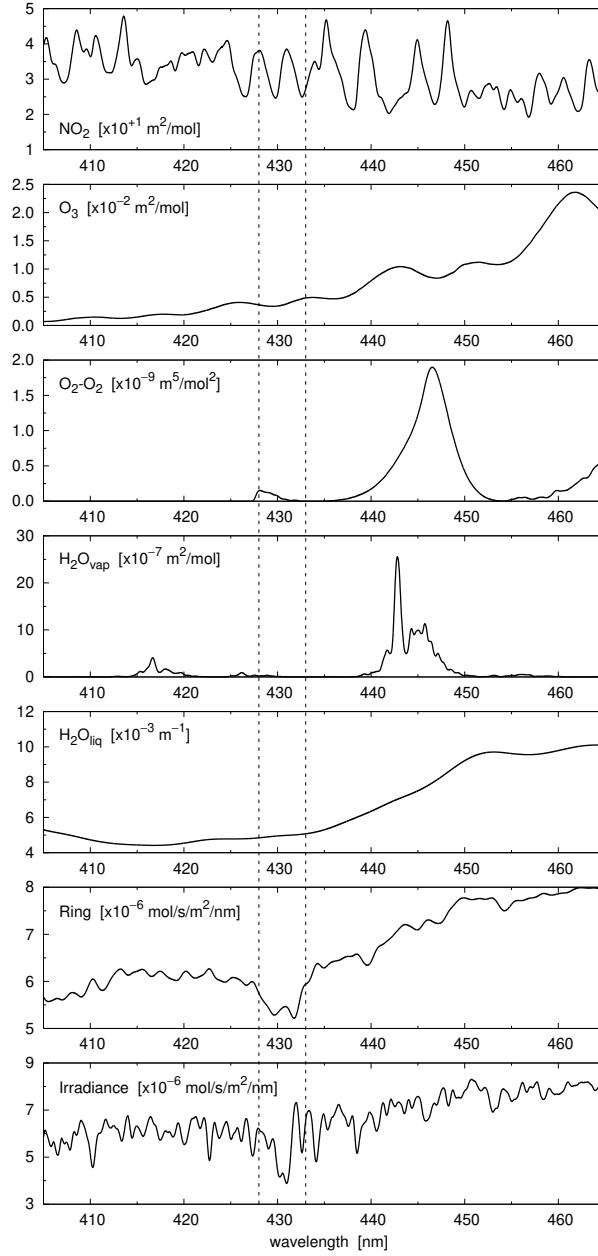 5
4
3
2
1
NO₂ [x10⁺¹ m²/mol]
410 420 430 440 450 460
2.5
2.0
1.5
1.0
0.5
0.0
O₃ [x10⁻² m²/mol]
410 420 430 440 450 460
2.0
1.5
1.0
0.5
0.0
O₂-O₂ [x10⁻⁹ m⁵/mol²]
410 420 430 440 450 460
30
20
10
0
H₂Oᵥₐₚ [x10⁻⁷ m²/mol]
410 420 430 440 450 460
12
10
8
6
4
H₂Oliq [x10⁻³ m⁻¹]
410 420 430 440 450 460
8
7
6
5
Ring [x10⁻⁶ mol/s/m²/nm]
410 420 430 440 450 460
9
7
5
3
Irradiance [x10⁻⁶ mol/s/m²/nm]
410 420 430 440 450 460
wavelength [nm]